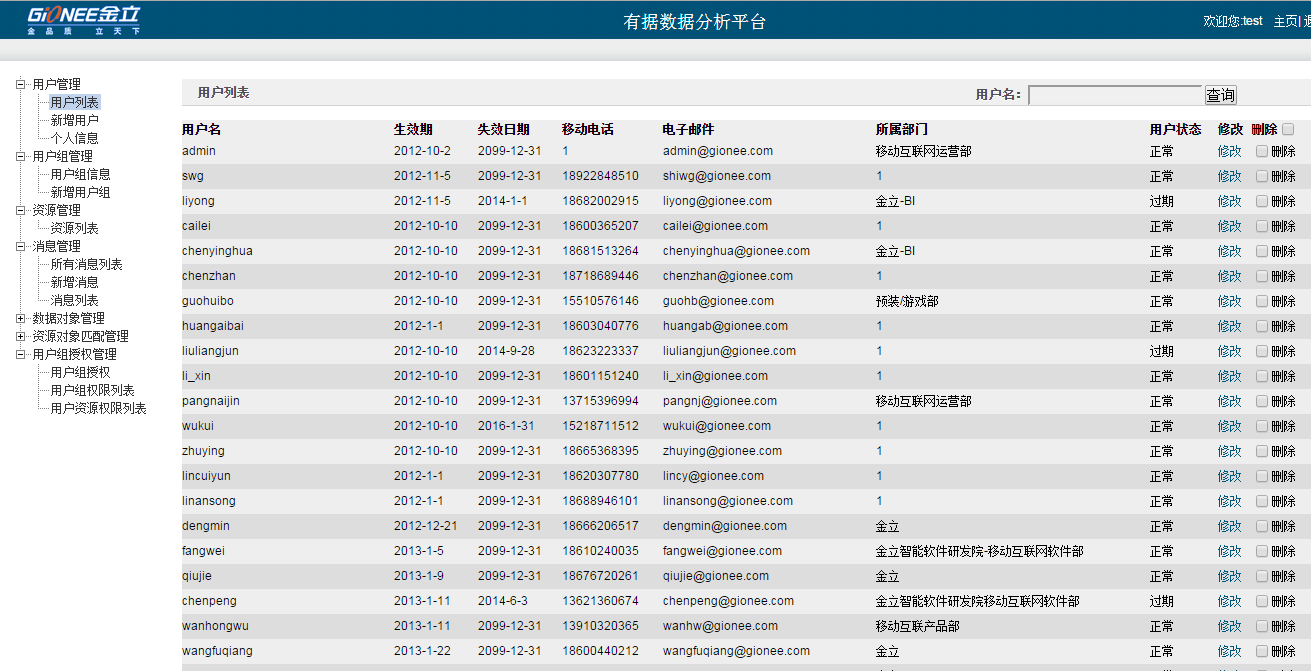 GiONEE金立
金 品 质 立 天 下
有据数据分析平台
欢迎您:test 主页|
用户管理
用户列表
新增用户
个人信息
用户组管理
用户组信息
新增用户组
资源管理
资源列表
消息管理
所有消息列表
新增消息
消息列表
数据对象管理
资源对象匹配管理
用户组授权管理
用户组授权
用户组权限列表
用户资源权限列表
用户列表 用户名: 查询
用户名 生效期 失效日期 移动电话 电子邮件 所属部门 用户状态 修改 删除
admin 2012-10-2 2099-12-31 1 admin@gionee.com 移动互联网运营部 正常 修改 删除
swg 2012-11-5 2099-12-31 18922848510 shiwg@gionee.com 1 正常 修改 删除
liyong 2012-11-5 2014-1-1 18682002915 liyong@gionee.com 金立-BI 过期 修改 删除
cailei 2012-10-10 2099-12-31 18600365207 cailei@gionee.com 1 正常 修改 删除
chenyinghua 2012-10-10 2099-12-31 18681513264 chenyinghua@gionee.com 金立-BI 正常 修改 删除
chenzhan 2012-10-10 2099-12-31 18718689446 chenzhan@gionee.com 1 正常 修改 删除
guohuibo 2012-10-10 2099-12-31 15510576146 guohb@gionee.com 预装/游戏部 正常 修改 删除
huangaibai 2012-1-1 2099-12-31 18603040776 huangab@gionee.com 1 正常 修改 删除
liuliangjun 2012-10-10 2014-9-28 18623223337 liuliangjun@gionee.com 1 过期 修改 删除
li_xin 2012-10-10 2099-12-31 18601151240 li_xin@gionee.com 1 正常 修改 删除
pangnaijin 2012-10-10 2099-12-31 13715396994 pangnj@gionee.com 移动互联网运营部 正常 修改 删除
wukui 2012-10-10 2016-1-31 15218711512 wukui@gionee.com 1 正常 修改 删除
zhuying 2012-10-10 2099-12-31 18665368395 zhuying@gionee.com 1 正常 修改 删除
lincuiyun 2012-1-1 2099-12-31 18620307780 lincy@gionee.com 1 正常 修改 删除
linansong 2012-1-1 2099-12-31 18688946101 linansong@gionee.com 1 正常 修改 删除
dengmin 2012-12-21 2099-12-31 18666206517 dengmin@gionee.com 金立 正常 修改 删除
fangwei 2013-1-5 2099-12-31 18610240035 fangwei@gionee.com 金立智能软件研发院-移动互联网软件部 正常 修改 删除
qiujie 2013-1-9 2099-12-31 18676720261 qiujie@gionee.com 金立 正常 修改 删除
chenpeng 2013-1-11 2014-6-3 13621360674 chenpeng@gionee.com 金立智能软件研发院移动互联网软件部 过期 修改 删除
wanhongwu 2013-1-11 2099-12-31 13910320365 wanhw@gionee.com 移动互联产品部 正常 修改 删除
wangfuqiang 2013-1-22 2099-12-31 18600440212 wangfuqiang@gionee.com 金立 正常 修改 删除